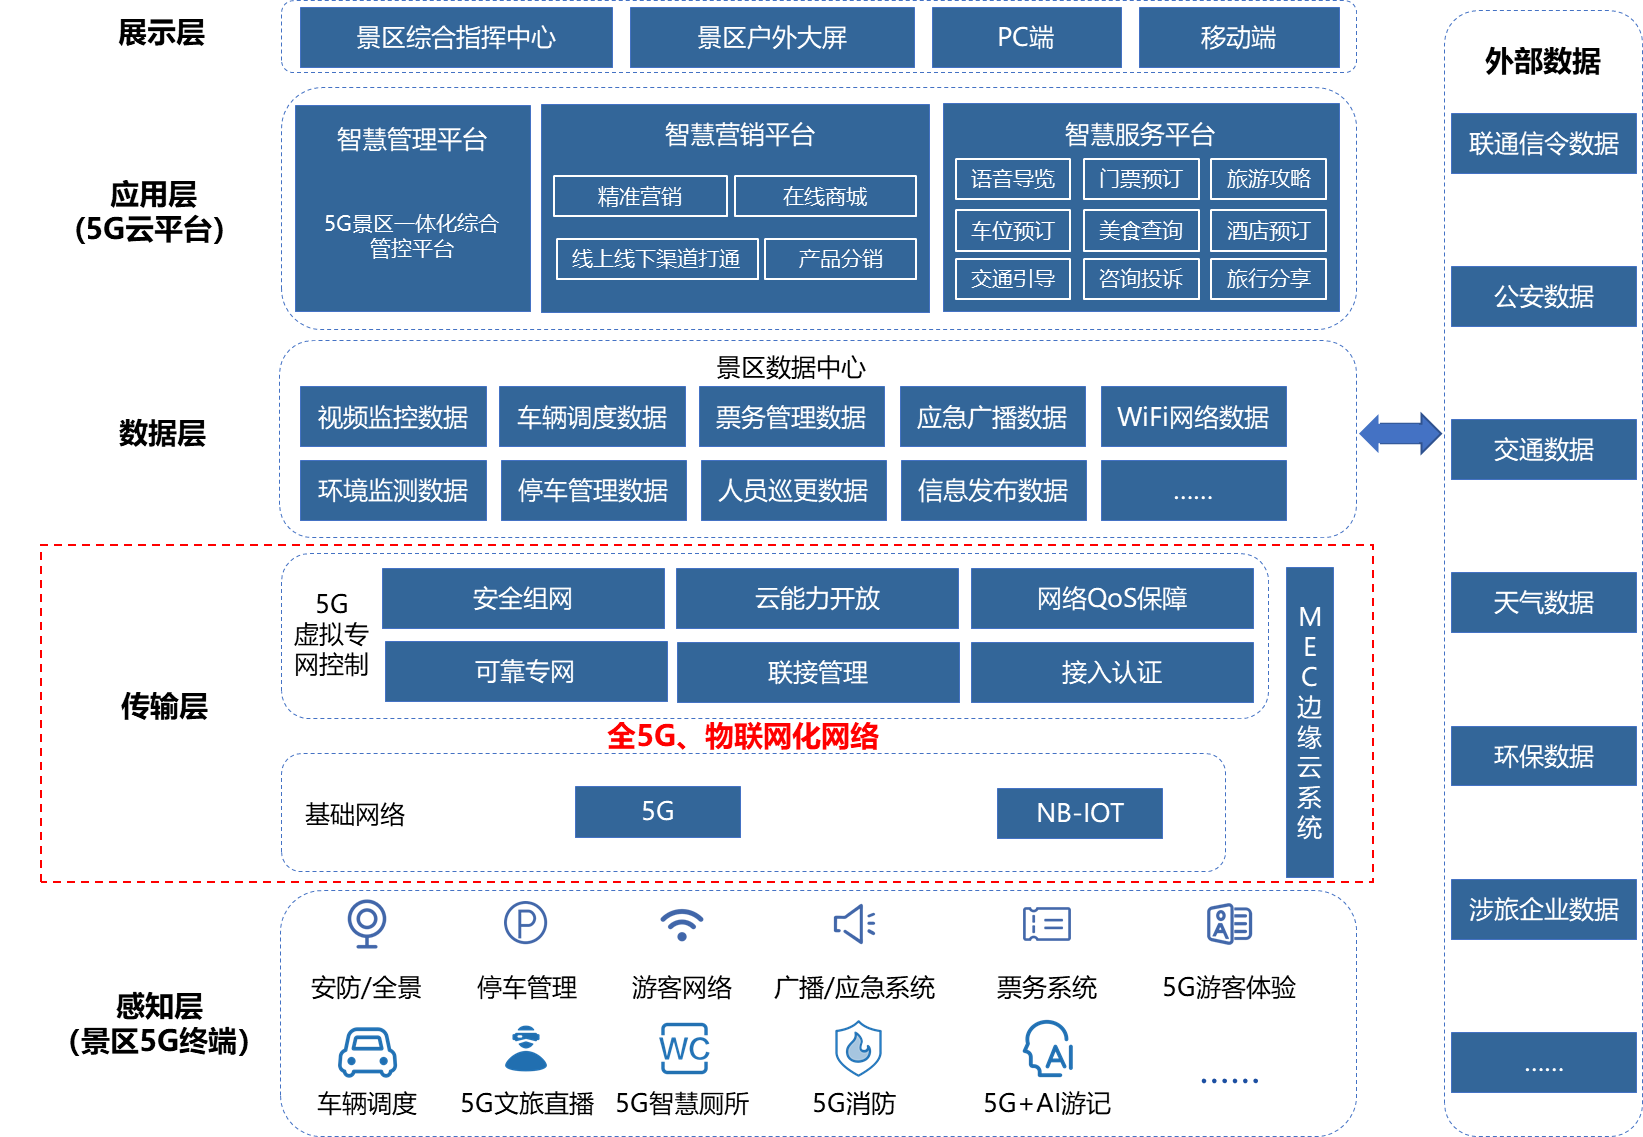 展示层
景区综合指挥中心
景区户外大屏
PC端
移动端
应用层
（5G云平台）
智慧管理平台
5G景区一体化综合
管控平台
智慧营销平台
精准营销
在线商城
线上线下渠道打通
产品分销
智慧服务平台
语音导览
门票预订
旅游攻略
车位预订
美食查询
酒店预订
交通引导
咨询投诉
旅行分享
数据层
景区数据中心
视频监控数据
车辆调度数据
票务管理数据
应急广播数据
WiFi网络数据
环境监测数据
停车管理数据
人员巡更数据
信息发布数据
......
传输层
5G
虚拟专
网控制
安全组网
云能力开放
网络QoS保障
可靠专网
联接管理
接入认证
全5G、物联网化网络
基础网络
5G
NB-IOT
M
E
C
边
缘
云
系
统
感知层
（景区5G终端）
P
安防/全景
停车管理
游客网络
广播/应急系统
票务系统
5G游客体验
WC
AI
车辆调度
5G文旅直播
5G智慧厕所
5G消防
5G+AI游记
......
外部数据
联通信令数据
公安数据
交通数据
天气数据
环保数据
涉旅企业数据
......